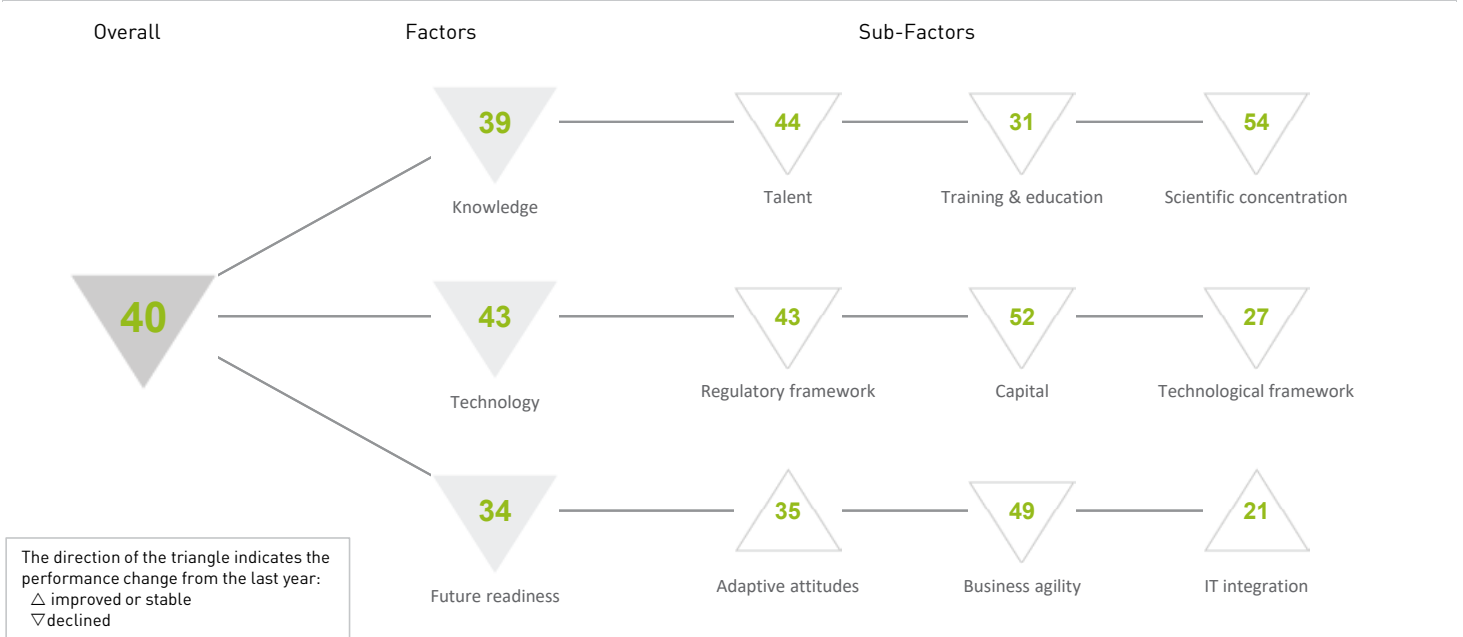 Overall Factors Sub-Factors
39 44 31 54
Knowledge Talent Training & education Scientific concentration
40 43 43 52 27
Technology Regulatory framework Capital Technological framework
34 35 49 21
Future readiness Adaptive attitudes Business agility IT integration
The direction of the triangle indicates the
performance change from the last year:
△ improved or stable
▽ declined